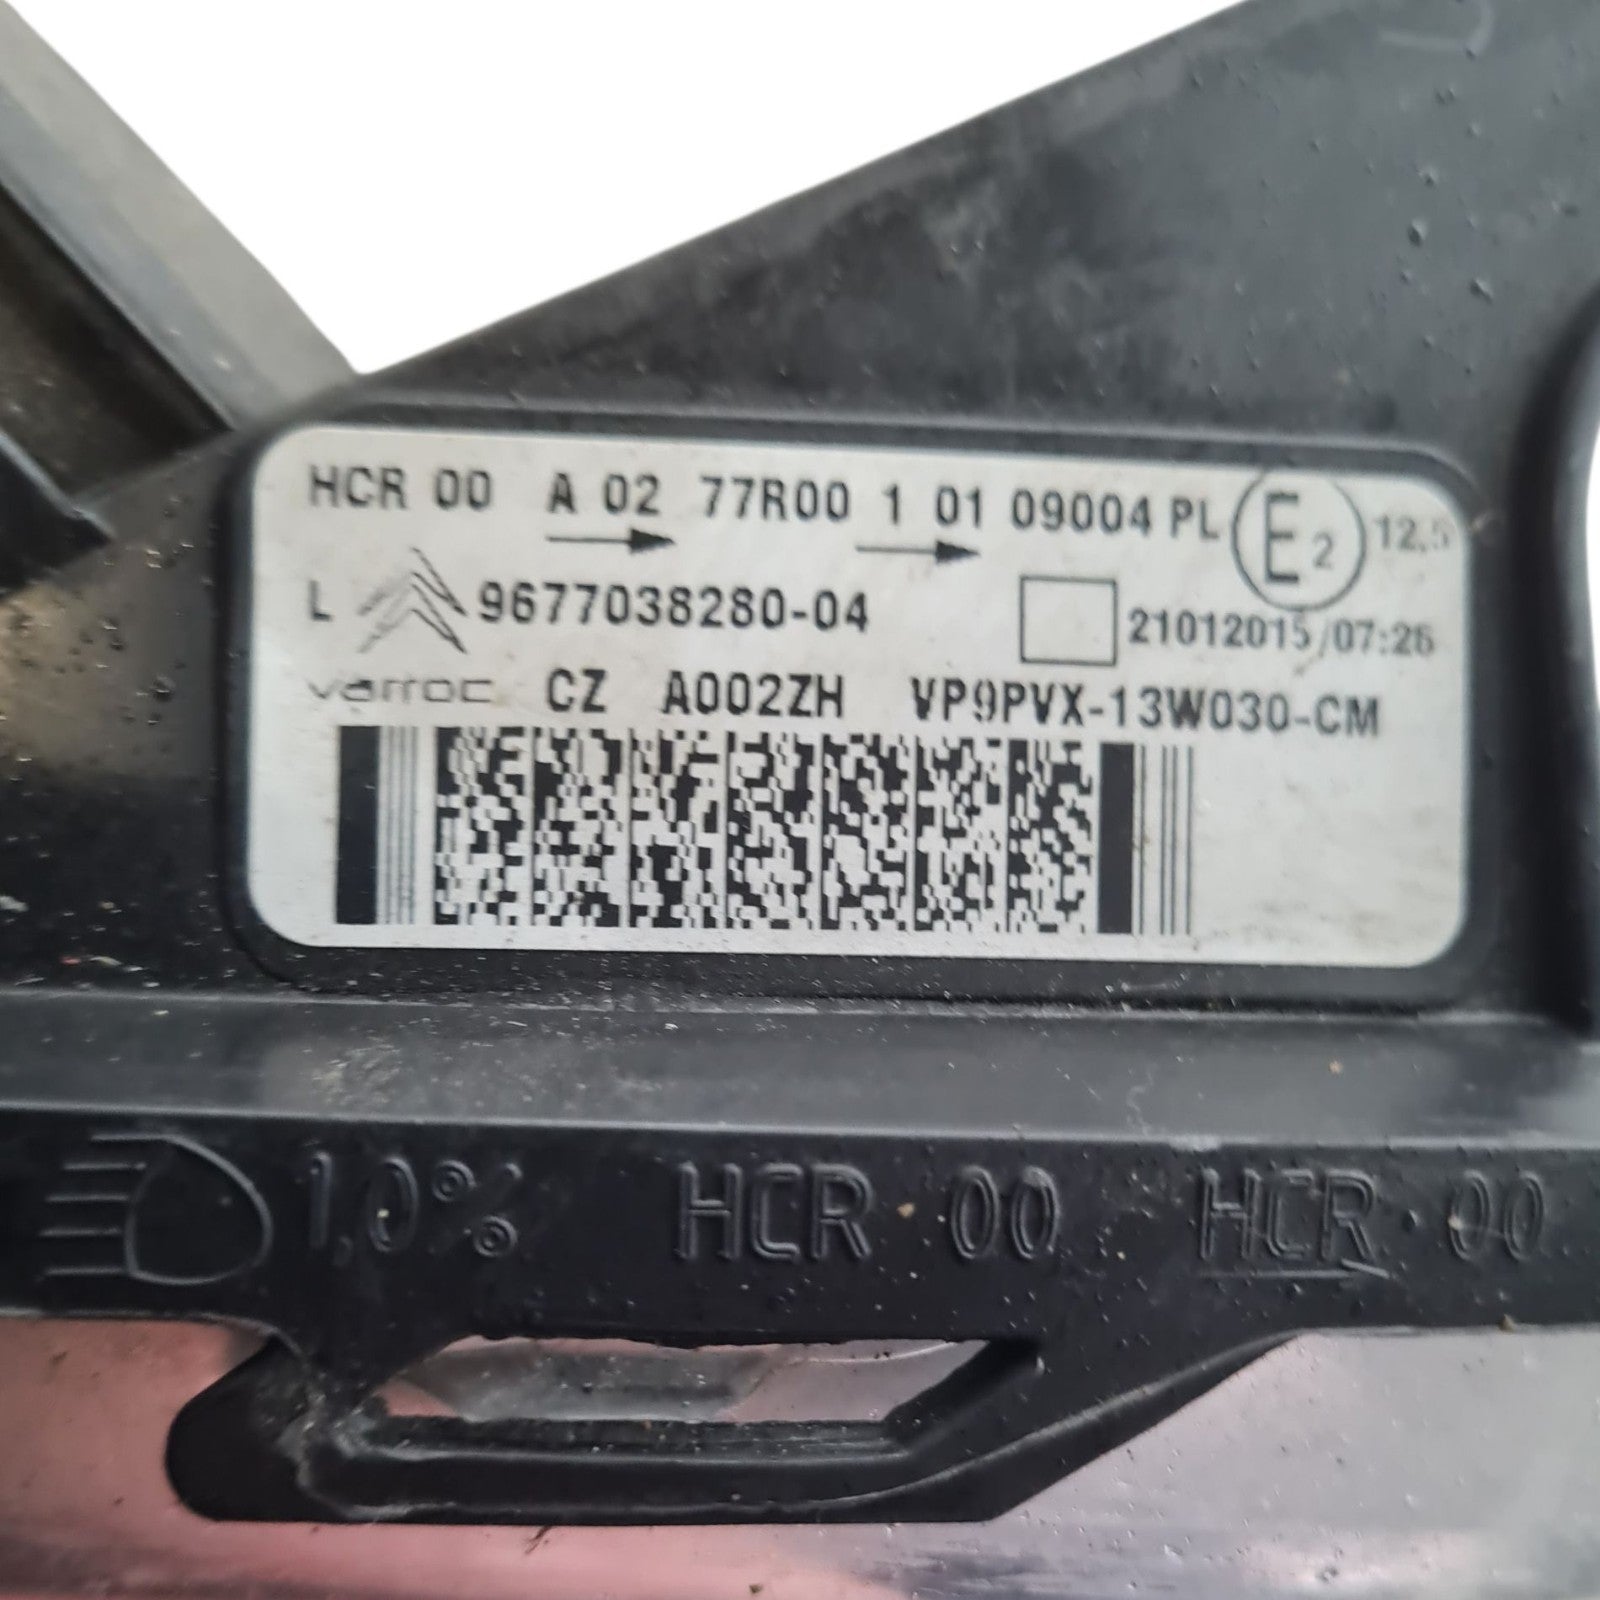 HCR 00 A 02 77R00 1 01 09004 PL E2 12,5
L 9677038280-04 21012015/07:26
varroc CZ A002ZH VP9PVX-13W030-CM
1,0% HCR 00 HCR 00